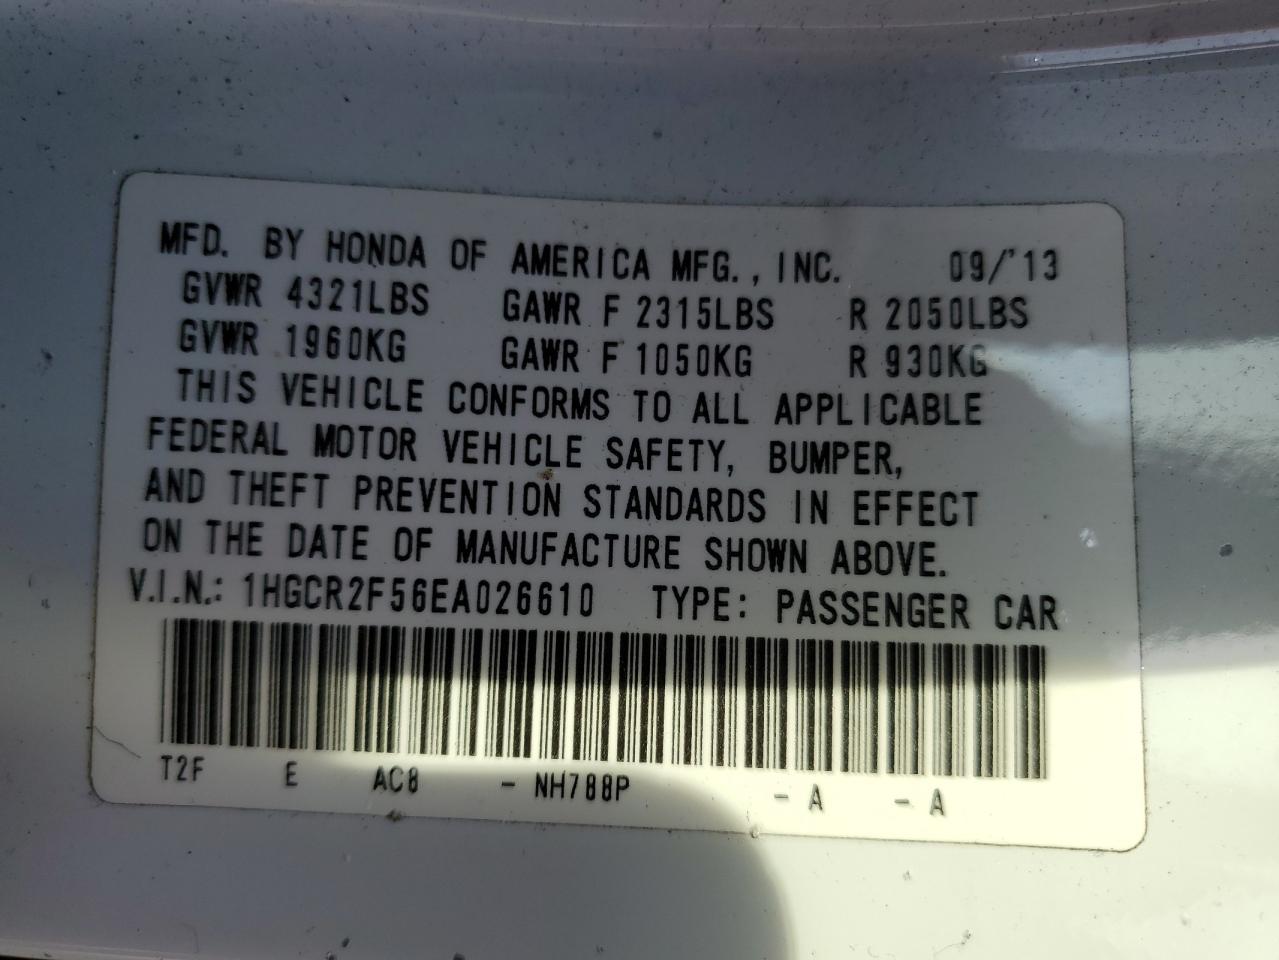 MFD. BY HONDA OF AMERICA MFG., INC. 09/'13
GVWR 4321LBS GAWR F 2315LBS R 2050LBS
GVWR 1960KG GAWR F 1050KG R 930KG
THIS VEHICLE CONFORMS TO ALL APPLICABLE
FEDERAL MOTOR VEHICLE SAFETY, BUMPER,
AND THEFT PREVENTION STANDARDS IN EFFECT
ON THE DATE OF MANUFACTURE SHOWN ABOVE.
V.I.N.: 1HGCR2F56EA026610 TYPE: PASSENGER CAR
T2F E AC8 - NH788P - A - A